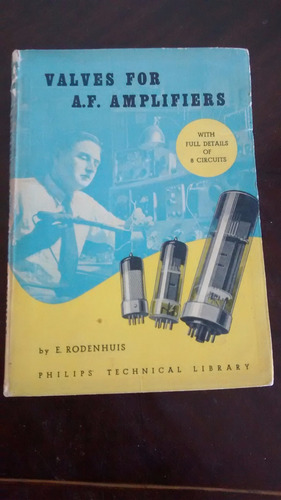 VALVES FOR
A.F. AMPLIFIERS
WITH
FULL DETAILS
OF
8 CIRCUITS
by E. RODENHUIS
PHILIPS TECHNICAL LIBRARY